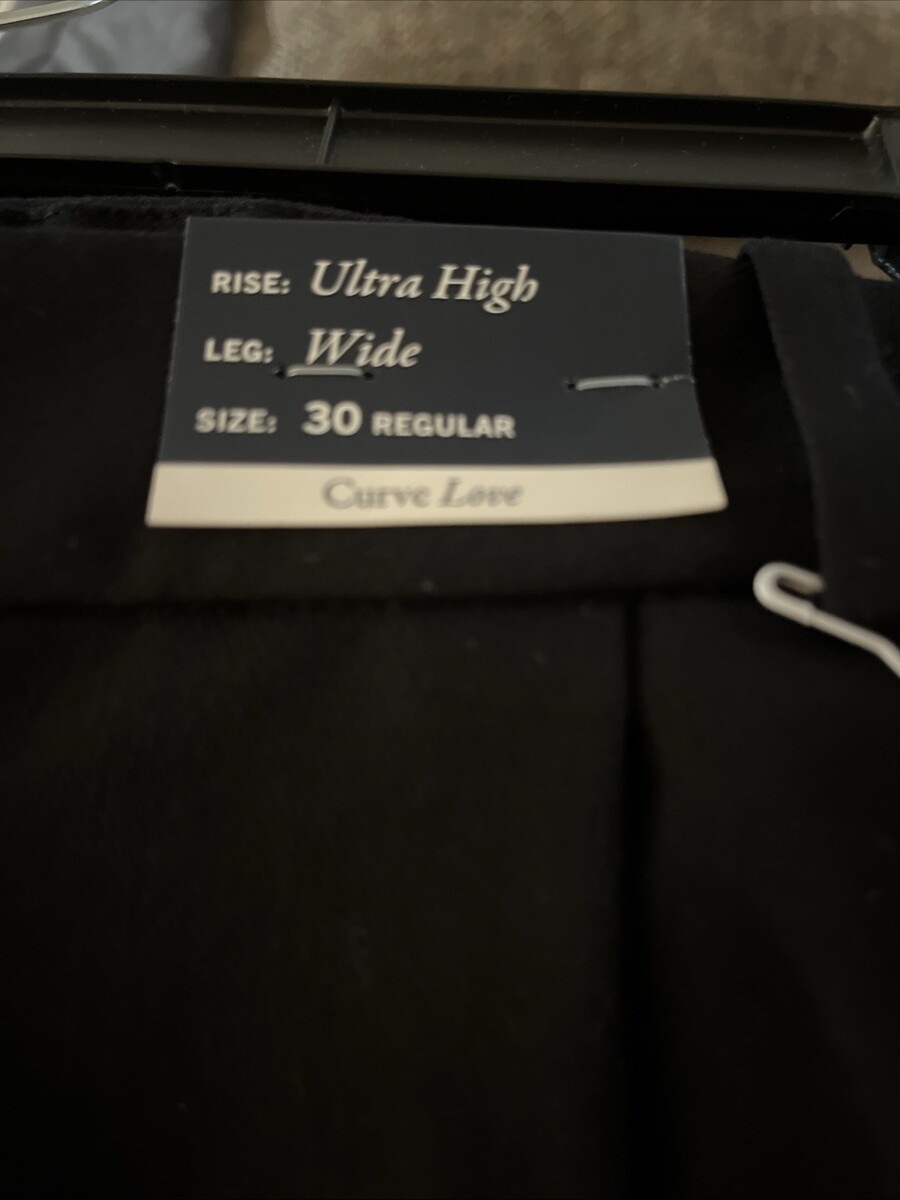 RISE: Ultra High
LEG: Wide
SIZE: 30 REGULAR
Curve Love